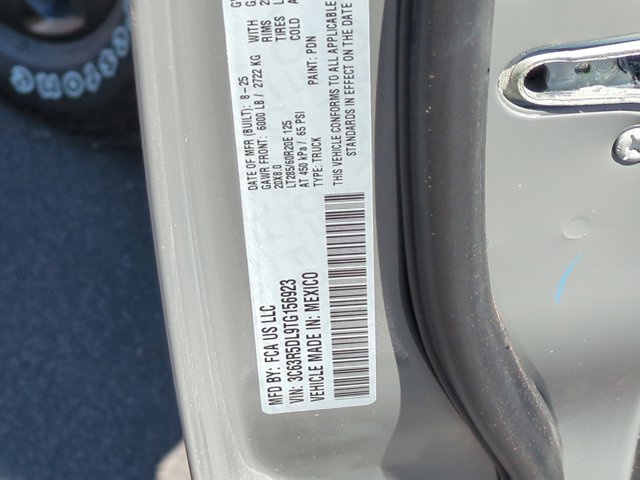 MFD BY: FCA US LLC
DATE OF MFR (BUILT): 8-25
GAWR FRONT: 6000 LB / 2722 KG WITH
20X8.0 RIMS
LT285/60R20E 125 TIRES
AT 450 kPa / 65 PSI COLD
VIN: 3C63R5DL9TG156923
TYPE: TRUCK
PAINT: PDN
VEHICLE MADE IN: MEXICO
THIS VEHICLE CONFORMS TO ALL APPLICABLE
STANDARDS IN EFFECT ON THE DATE